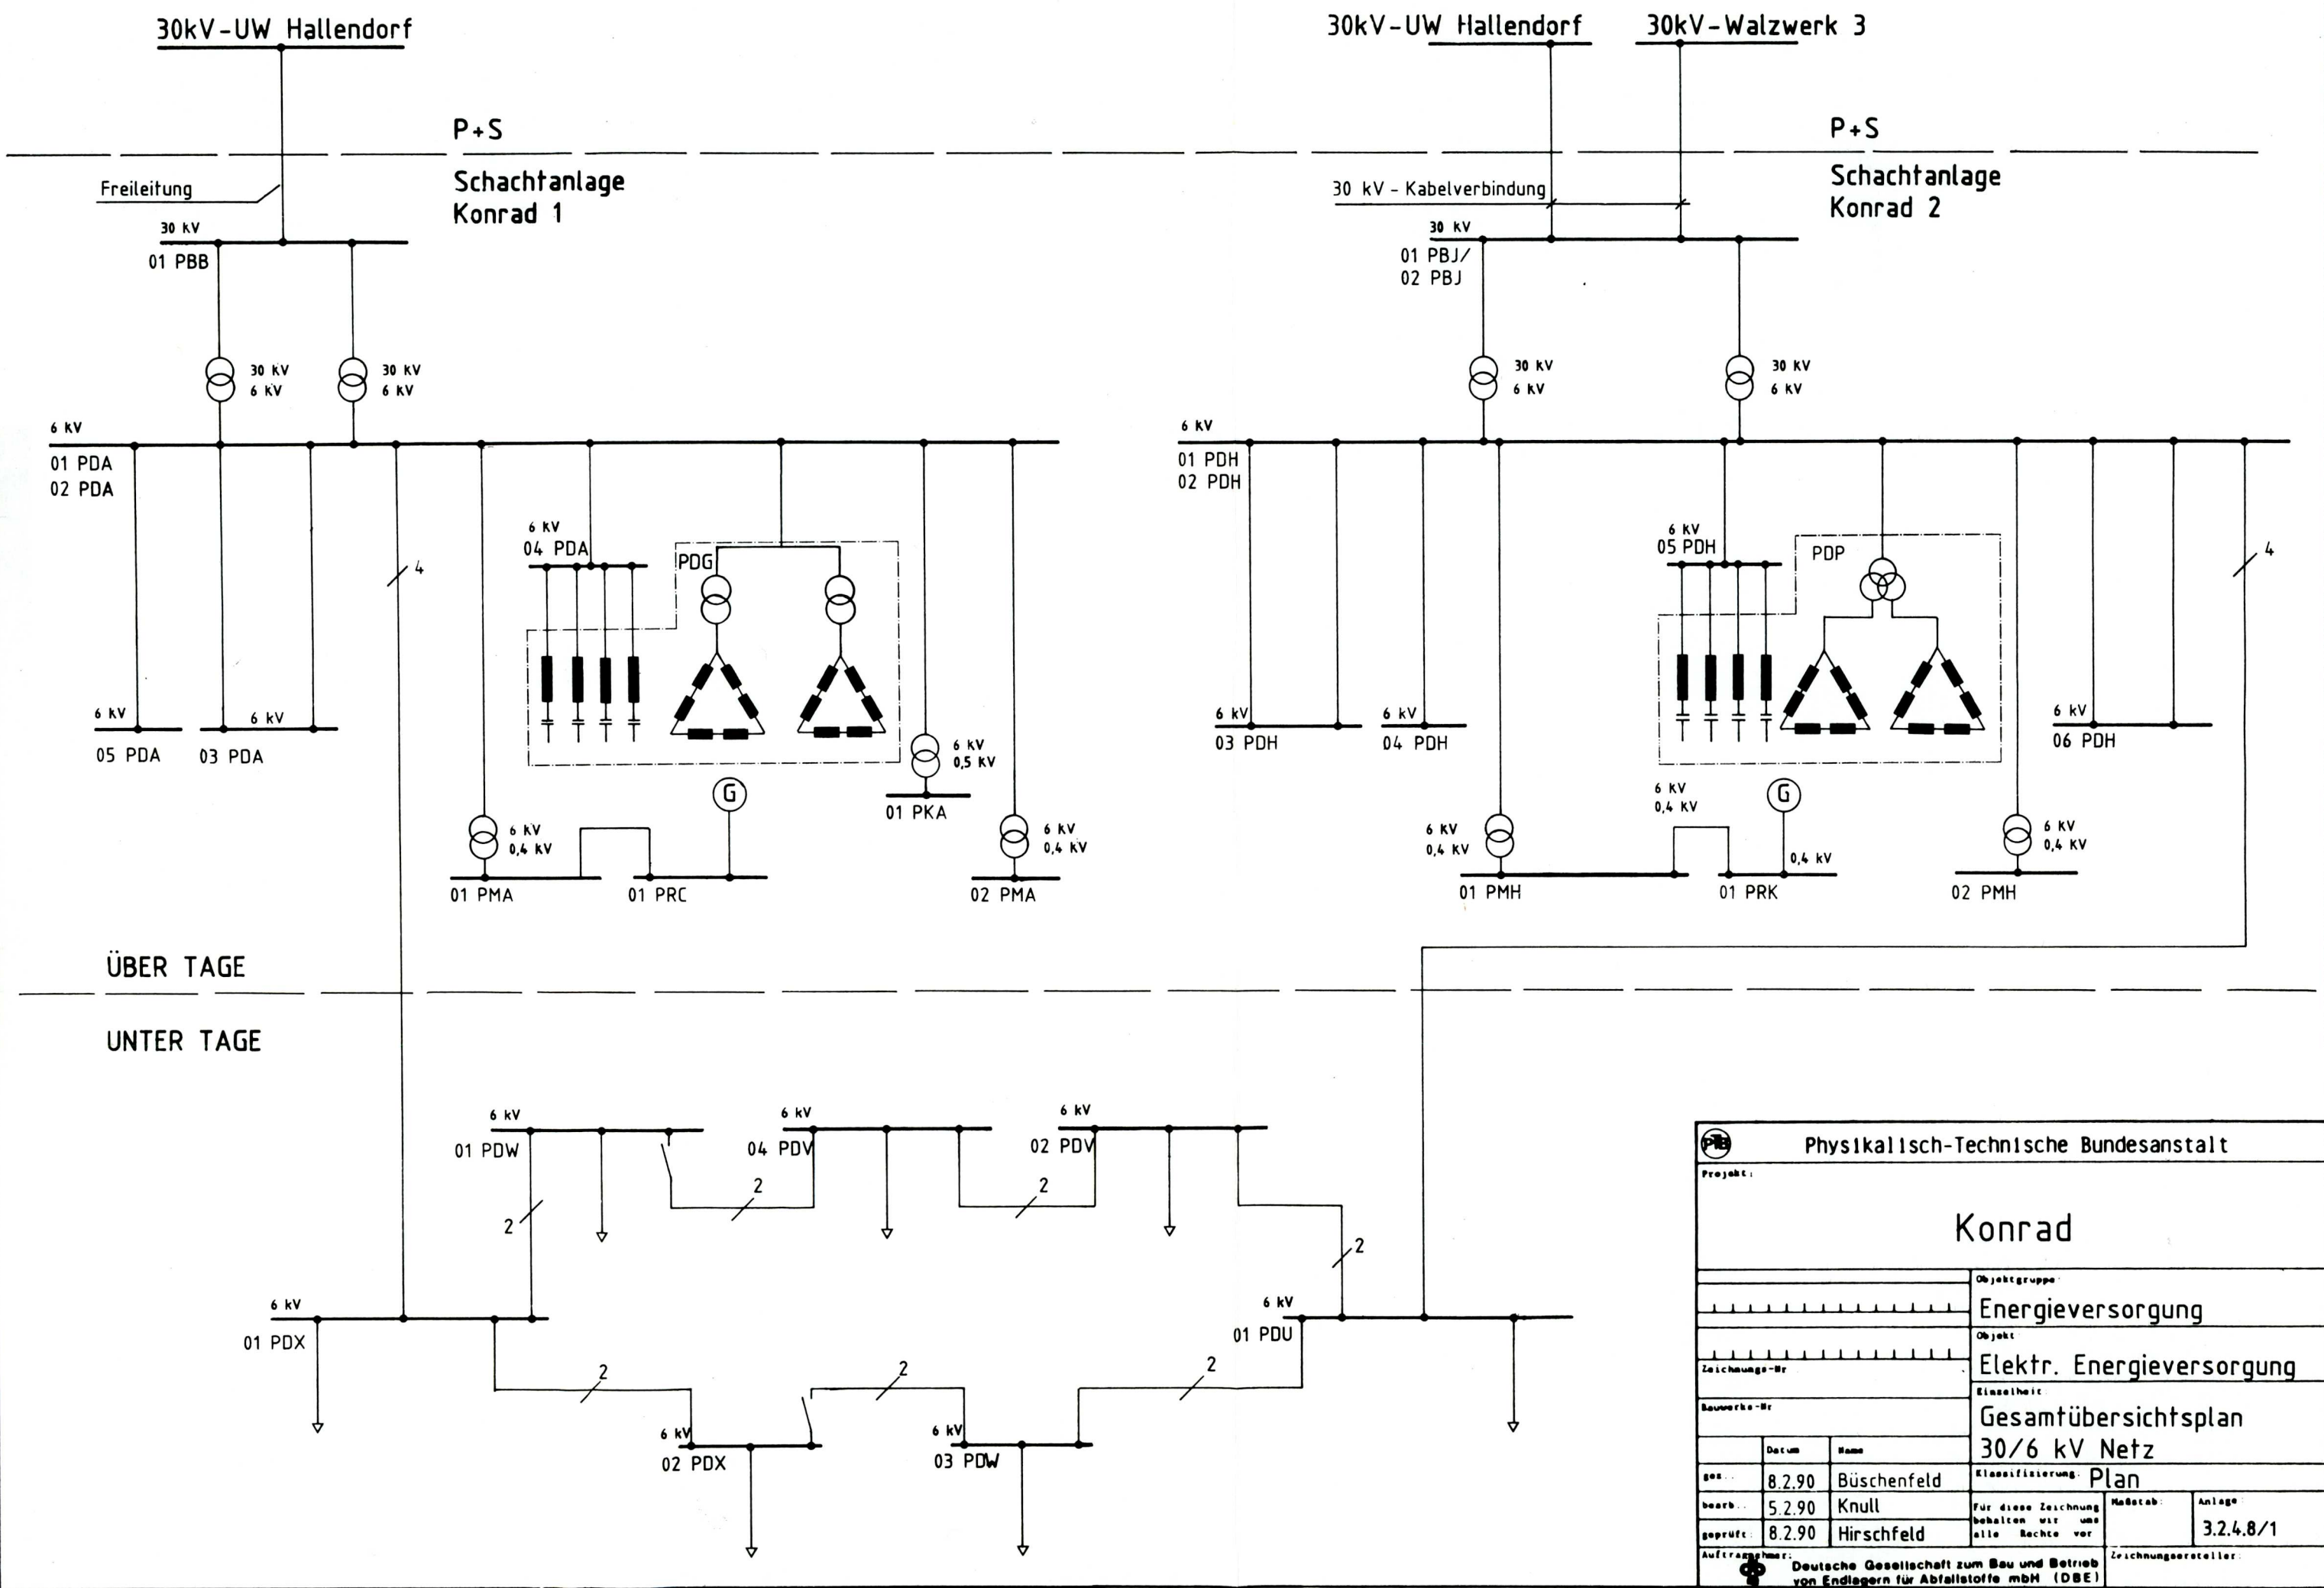 30kV-UW Hallendorf
30kV-UW Hallendorf
30kV-Walzwerk 3
P+S
P+S
Schachtanlage
Konrad 1
Schachtanlage
Konrad 2
Freileitung
30 kV - Kabelverbindung
30 kV
01 PBB
30 kV
01 PBJ/
02 PBJ
30 kV
6 kV
30 kV
6 kV
30 kV
6 kV
30 kV
6 kV
6 kV
01 PDA
02 PDA
6 kV
01 PDH
02 PDH
6 kV
04 PDA
PDG
4
6 kV
05 PDH
PDP
4
6 kV
05 PDA
6 kV
03 PDA
6 kV
0,5 kV
01 PKA
6 kV
03 PDH
6 kV
04 PDH
6 kV
06 PDH
G
6 kV
0,4 kV
01 PMA
01 PRC
6 kV
0,4 kV
02 PMA
6 kV
0,4 kV
G
6 kV
0,4 kV
01 PMH
0,4 kV
01 PRK
6 kV
0,4 kV
02 PMH
ÜBER TAGE
UNTER TAGE
6 kV
01 PDW
2
2
6 kV
04 PDV
2
6 kV
02 PDV
2
6 kV
01 PDX
6 kV
01 PDU
2
2
2
6 kV
02 PDX
6 kV
03 PDW
PTB
Physikalisch-Technische Bundesanstalt
Projekt:
Konrad
Objektgruppe:
Energieversorgung
Objekt
Elektr. Energieversorgung
Zeichnungs-Nr
Einzelheit:
Gesamtübersichtsplan
30/6 kV Netz
Bauwerks-Nr
Datum
Name
Klassifizierung: Plan
gez..
8.2.90
Büschenfeld
bearb..
5.2.90
Knull
geprüft:
8.2.90
Hirschfeld
Für diese Zeichnung
behalten wir uns
alle Rechte vor
Maßstab:
Anlage:
3.2.4.8/1
Auftragnehmer:
Deutsche Gesellschaft zum Bau und Betrieb
von Endlagern für Abfallstoffe mbH (DBE)
Zeichnungsersteller: